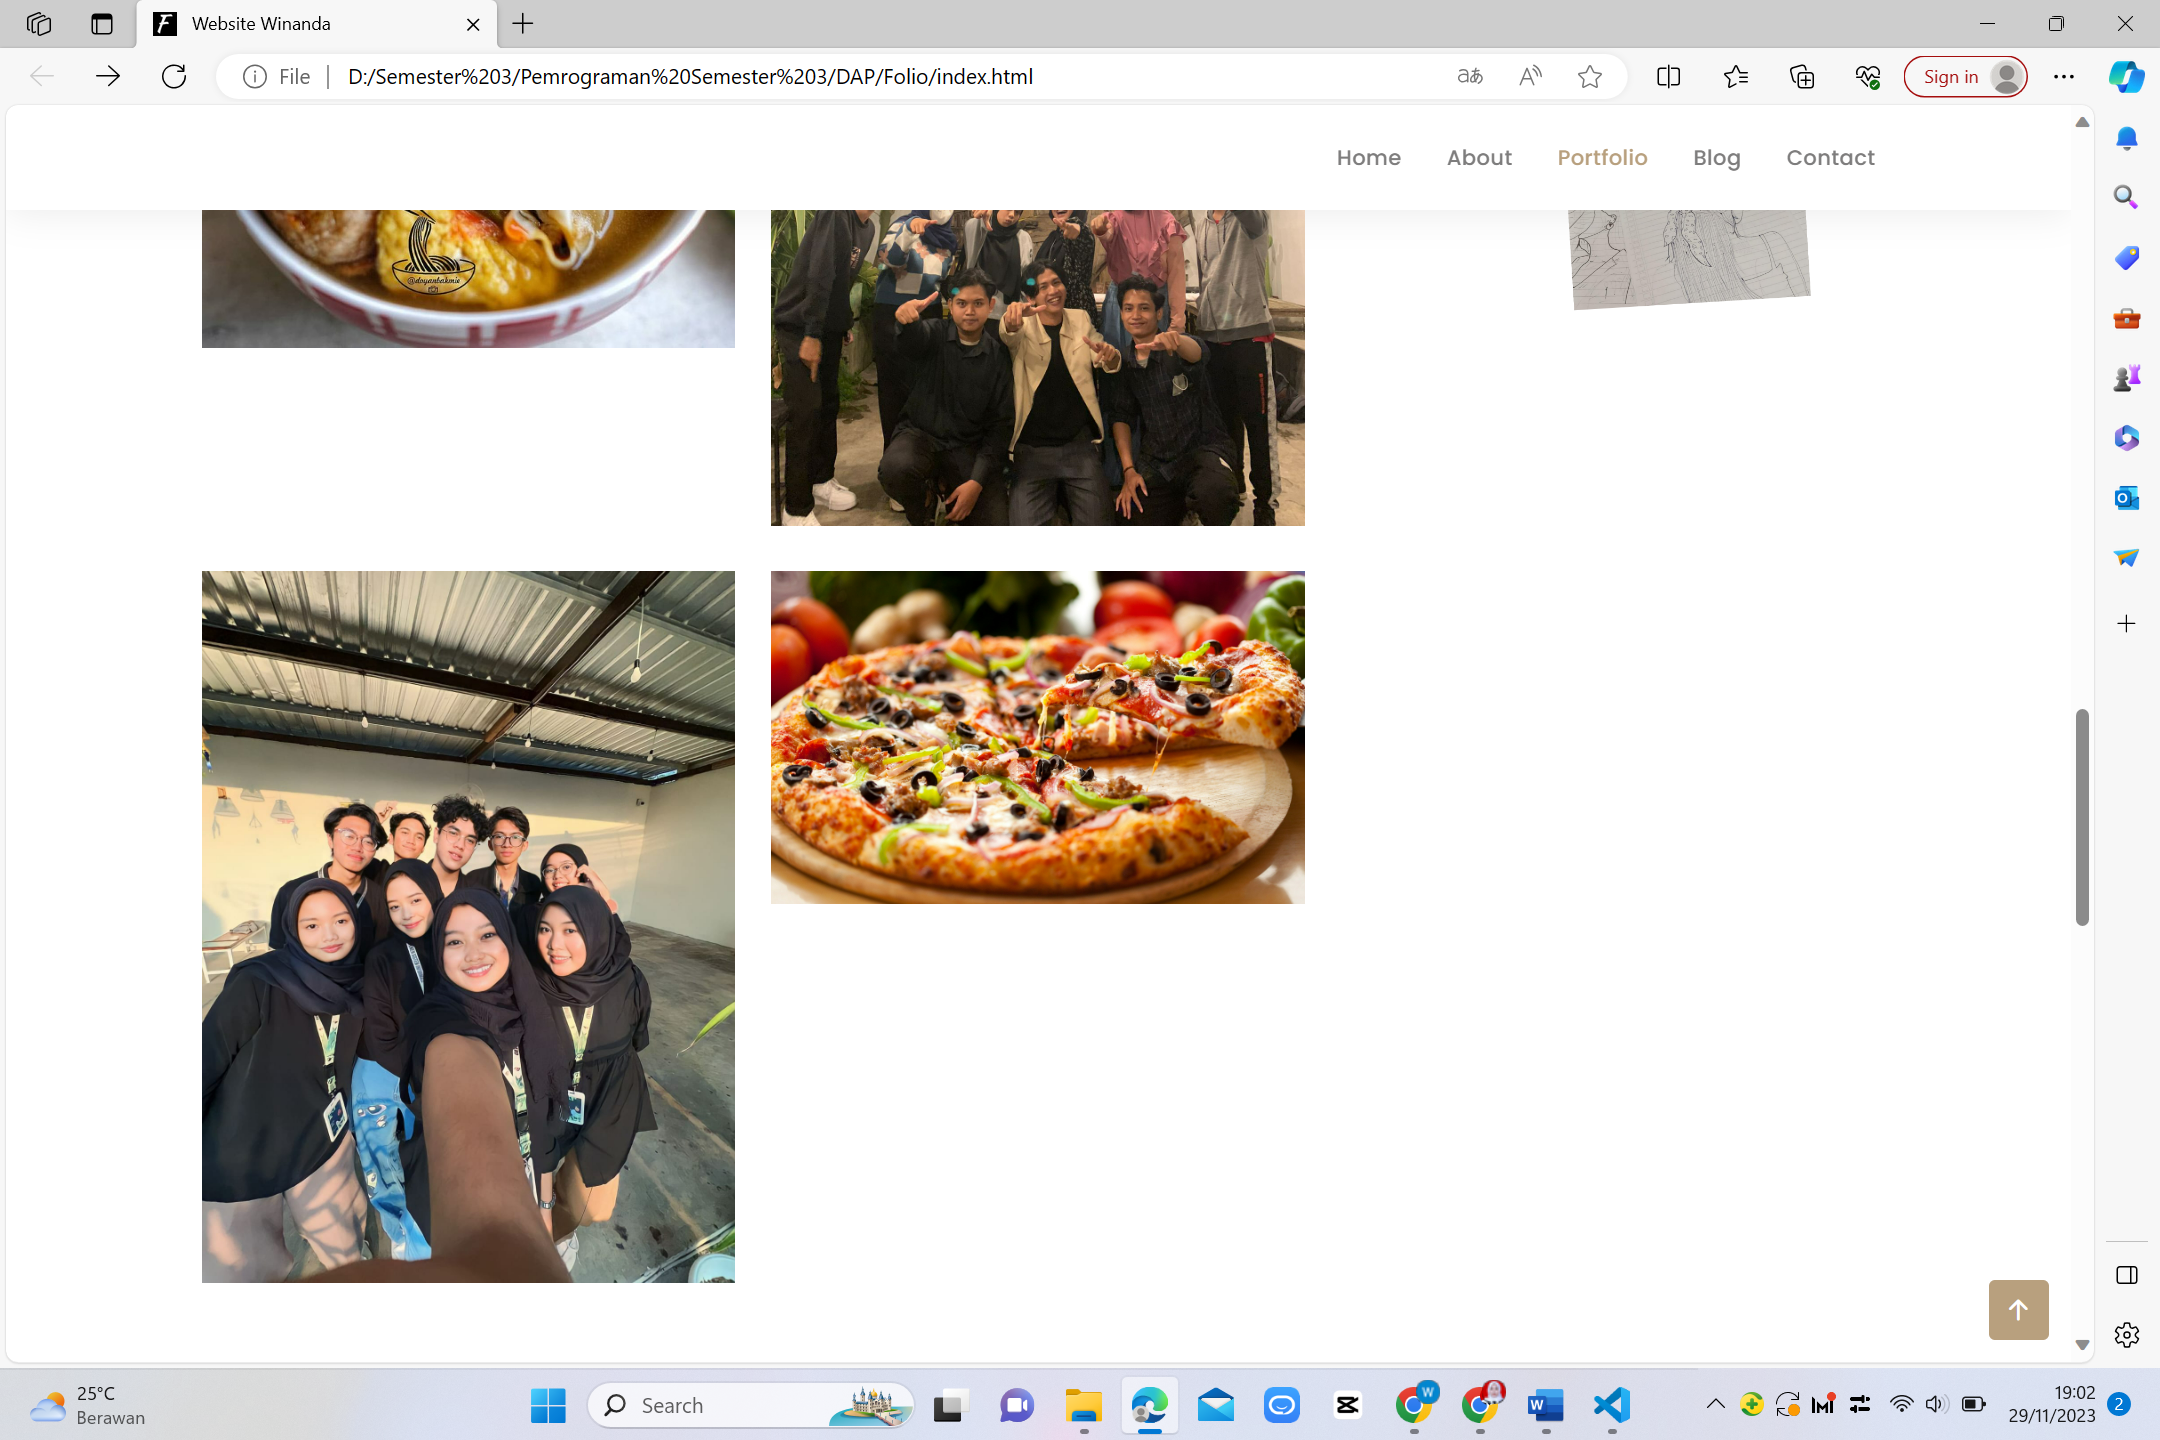 Website Winanda
File
D:/Semester%203/Pemrograman%20Semester%203/DAP/Folio/index.html
Sign in
Home
About
Portfolio
Blog
Contact
@doyanbakmie
25°C
Berawan
Search
W
19:02
29/11/2023
2